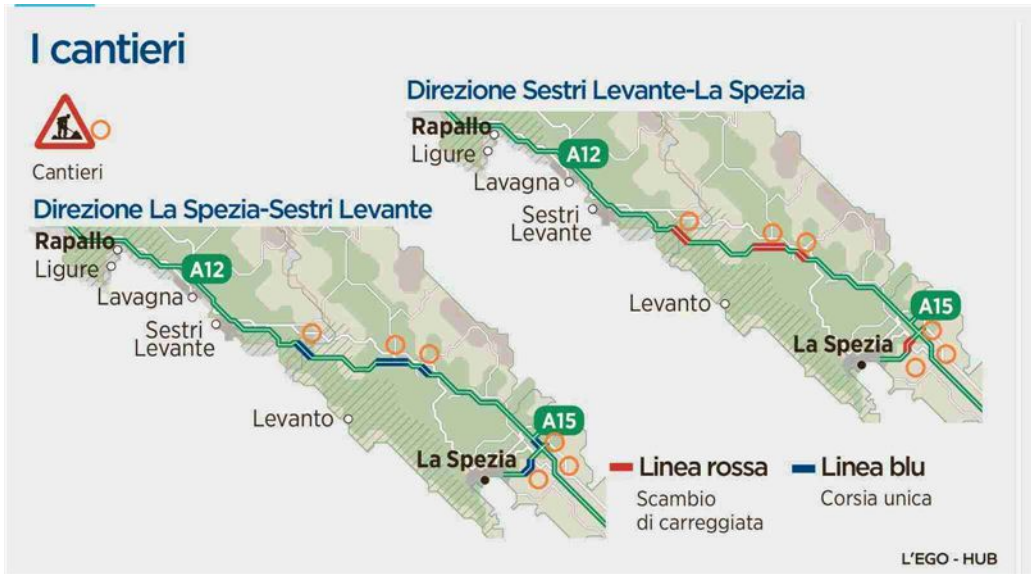 I cantieri
Cantieri
Direzione Sestri Levante-La Spezia
Rapallo
Ligure
A12
Lavagna
Sestri
Levante
Levanto
A15
La Spezia
Direzione La Spezia-Sestri Levante
Rapallo
Ligure
A12
Lavagna
Sestri
Levante
Levanto
A15
La Spezia
Linea rossa
Scambio
di carreggiata
Linea blu
Corsia unica
L'EGO - HUB